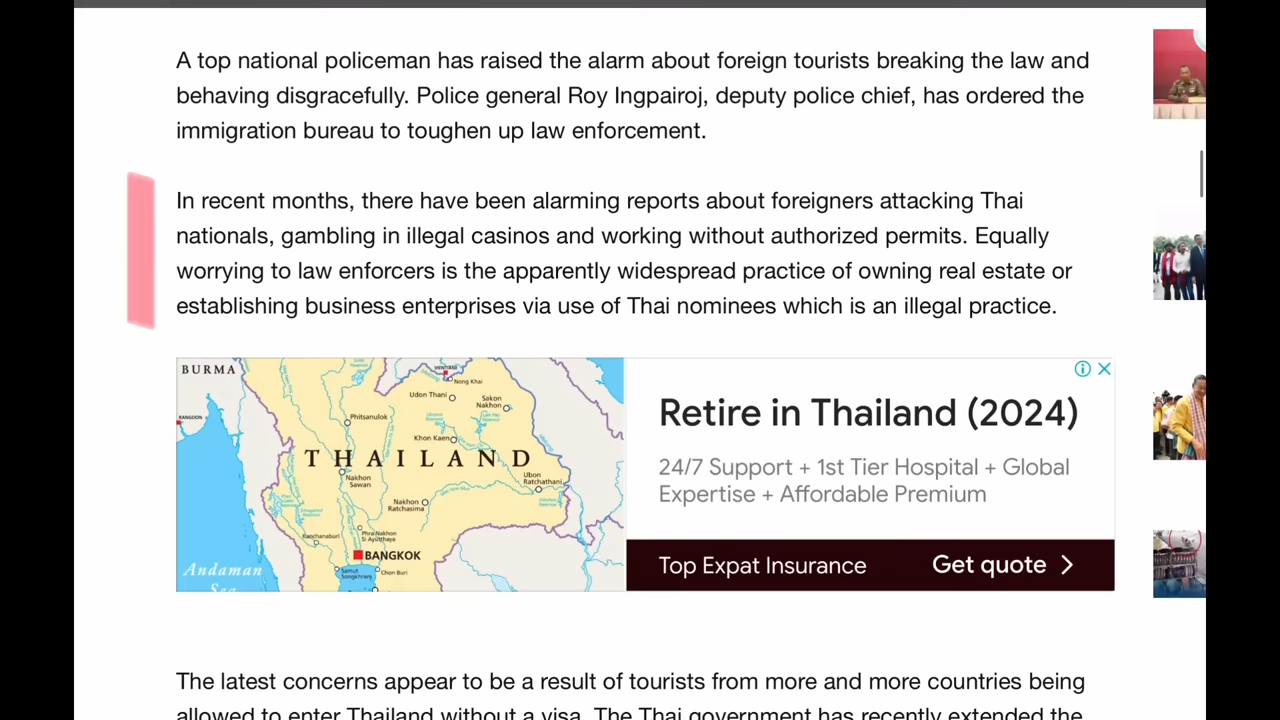 A top national policeman has raised the alarm about foreign tourists breaking the law and
behaving disgracefully. Police general Roy Ingpairoj, deputy police chief, has ordered the
immigration bureau to toughen up law enforcement.
In recent months, there have been alarming reports about foreigners attacking Thai
nationals, gambling in illegal casinos and working without authorized permits. Equally
worrying to law enforcers is the apparently widespread practice of owning real estate or
establishing business enterprises via use of Thai nominees which is an illegal practice.
BURMA
VIENTIANE
Nong Khai
Udon Thani
Sakon
Nakhon
RANGOON
Phitsanulok
Khon Kaen
THAILAND
Nakhon
Sawan
Ubon
Ratchathani
Nakhon
Ratchasima
Kanchanaburi
Phra Nakhon
Si Ayutthaya
BANGKOK
Samut
Songkhram
Chon Buri
Andaman
Sea
Retire in Thailand (2024)
24/7 Support + 1st Tier Hospital + Global
Expertise + Affordable Premium
Top Expat Insurance
Get quote
The latest concerns appear to be a result of tourists from more and more countries being
allowed to enter Thailand without a visa. The Thai government has recently extended the